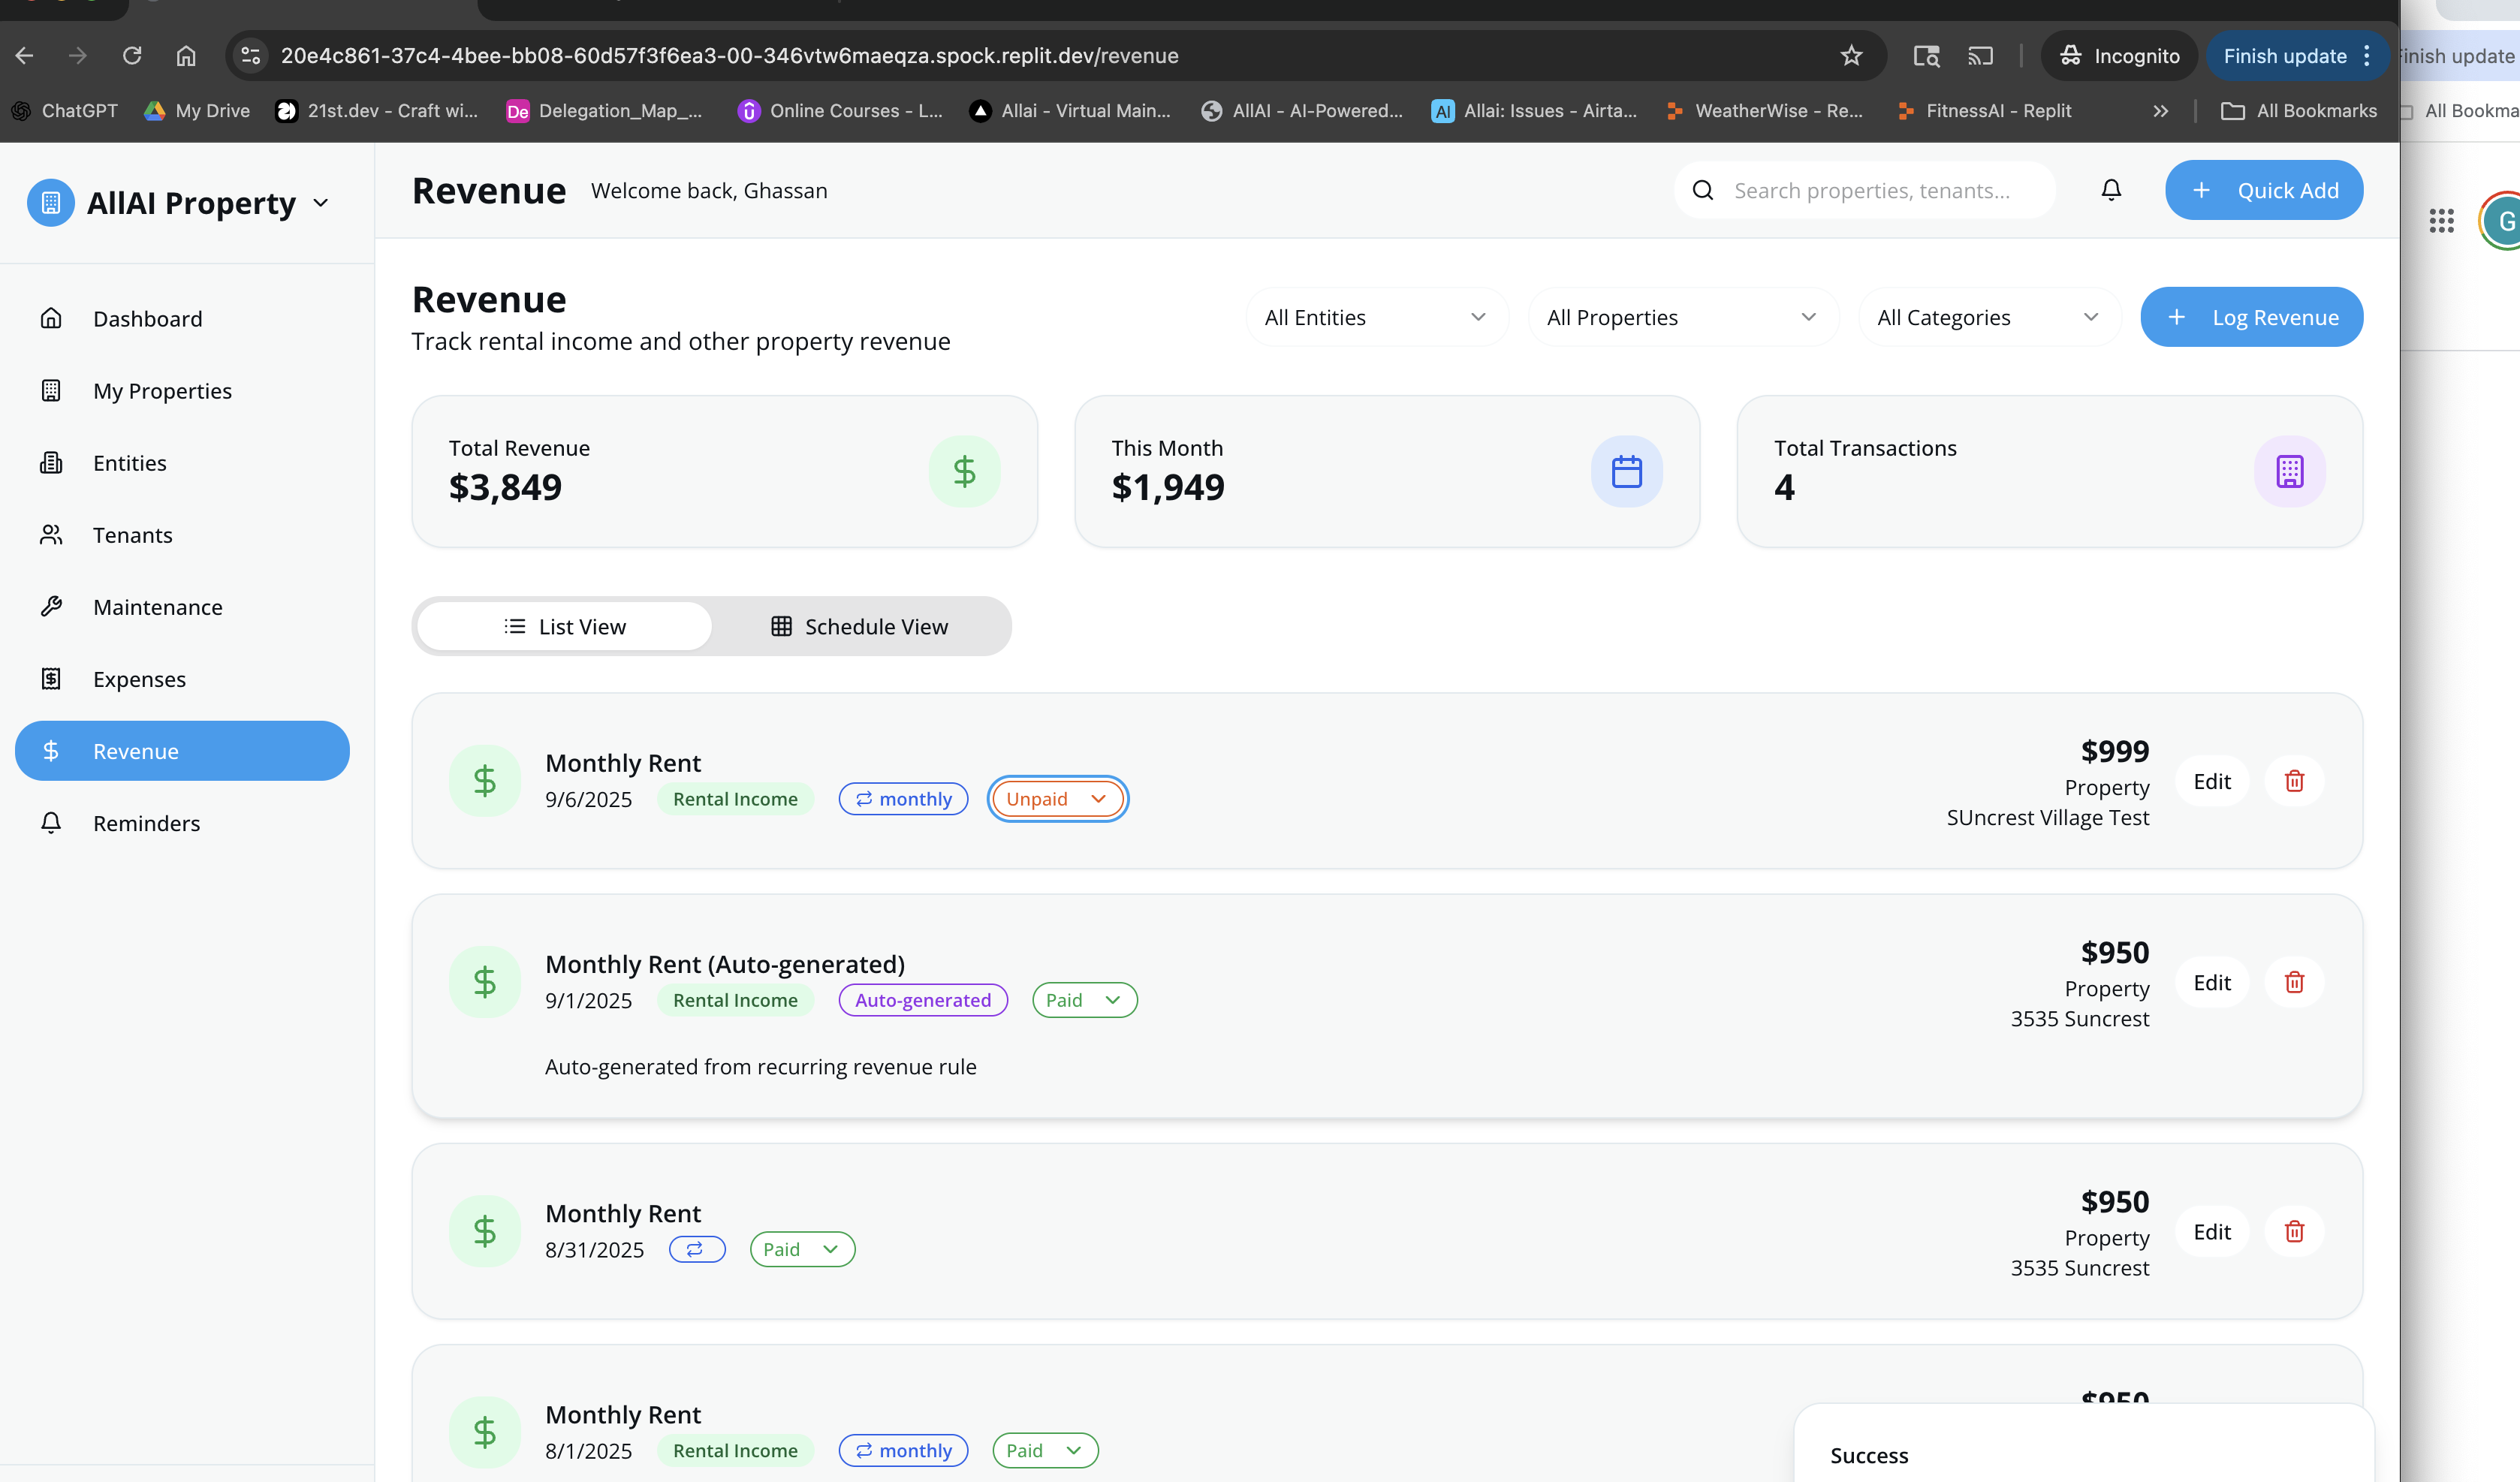 20e4c861-37c4-4bee-bb08-60d57f3f6ea3-00-346vtw6maeqza.spock.replit.dev/revenue
Incognito
Finish update
inish update
ChatGPT
My Drive
21st.dev - Craft wi...
De
Delegation_Map_...
Online Courses - L...
Allai - Virtual Main...
AllAI - AI-Powered...
AI
Allai: Issues - Airta...
WeatherWise - Re...
FitnessAI - Replit
All Bookmarks
All Bookma
AllAI Property
Revenue
Welcome back, Ghassan
Search properties, tenants...
Quick Add
G
Dashboard
My Properties
Entities
Tenants
Maintenance
Expenses
Revenue
Reminders
Revenue
Track rental income and other property revenue
All Entities
All Properties
All Categories
Log Revenue
Total Revenue
$3,849
This Month
$1,949
Total Transactions
4
List View
Schedule View
Monthly Rent
9/6/2025
Rental Income
monthly
Unpaid
$999
Property
SUncrest Village Test
Edit
Monthly Rent (Auto-generated)
9/1/2025
Rental Income
Auto-generated
Paid
Auto-generated from recurring revenue rule
$950
Property
3535 Suncrest
Edit
Monthly Rent
8/31/2025
Paid
$950
Property
3535 Suncrest
Edit
Monthly Rent
8/1/2025
Rental Income
monthly
Paid
$950
Success